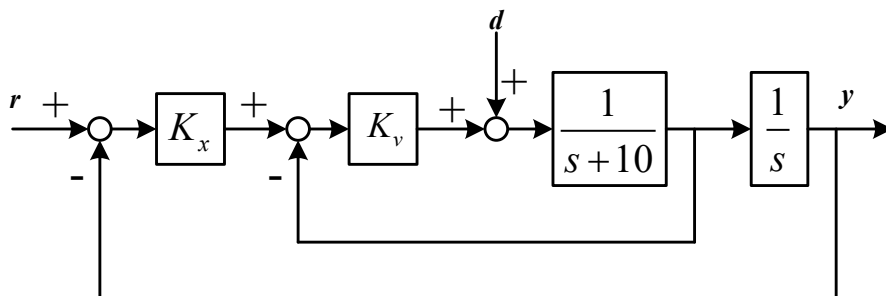 d
r + + + + 1 1 y
K_x K_v
s+10 s
- -